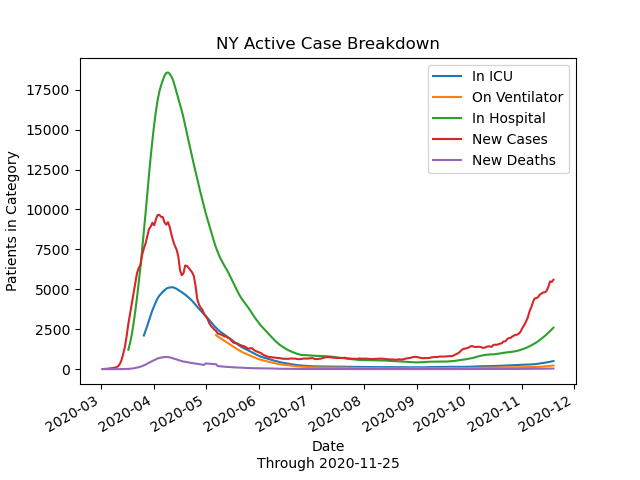 NY Active Case Breakdown
In ICU
On Ventilator
In Hospital
New Cases
New Deaths
Patients in Category
17500
15000
12500
10000
7500
5000
2500
0
2020-03
2020-04
2020-05
2020-06
2020-07
2020-08
2020-09
2020-10
2020-11
2020-12
Date
Through 2020-11-25